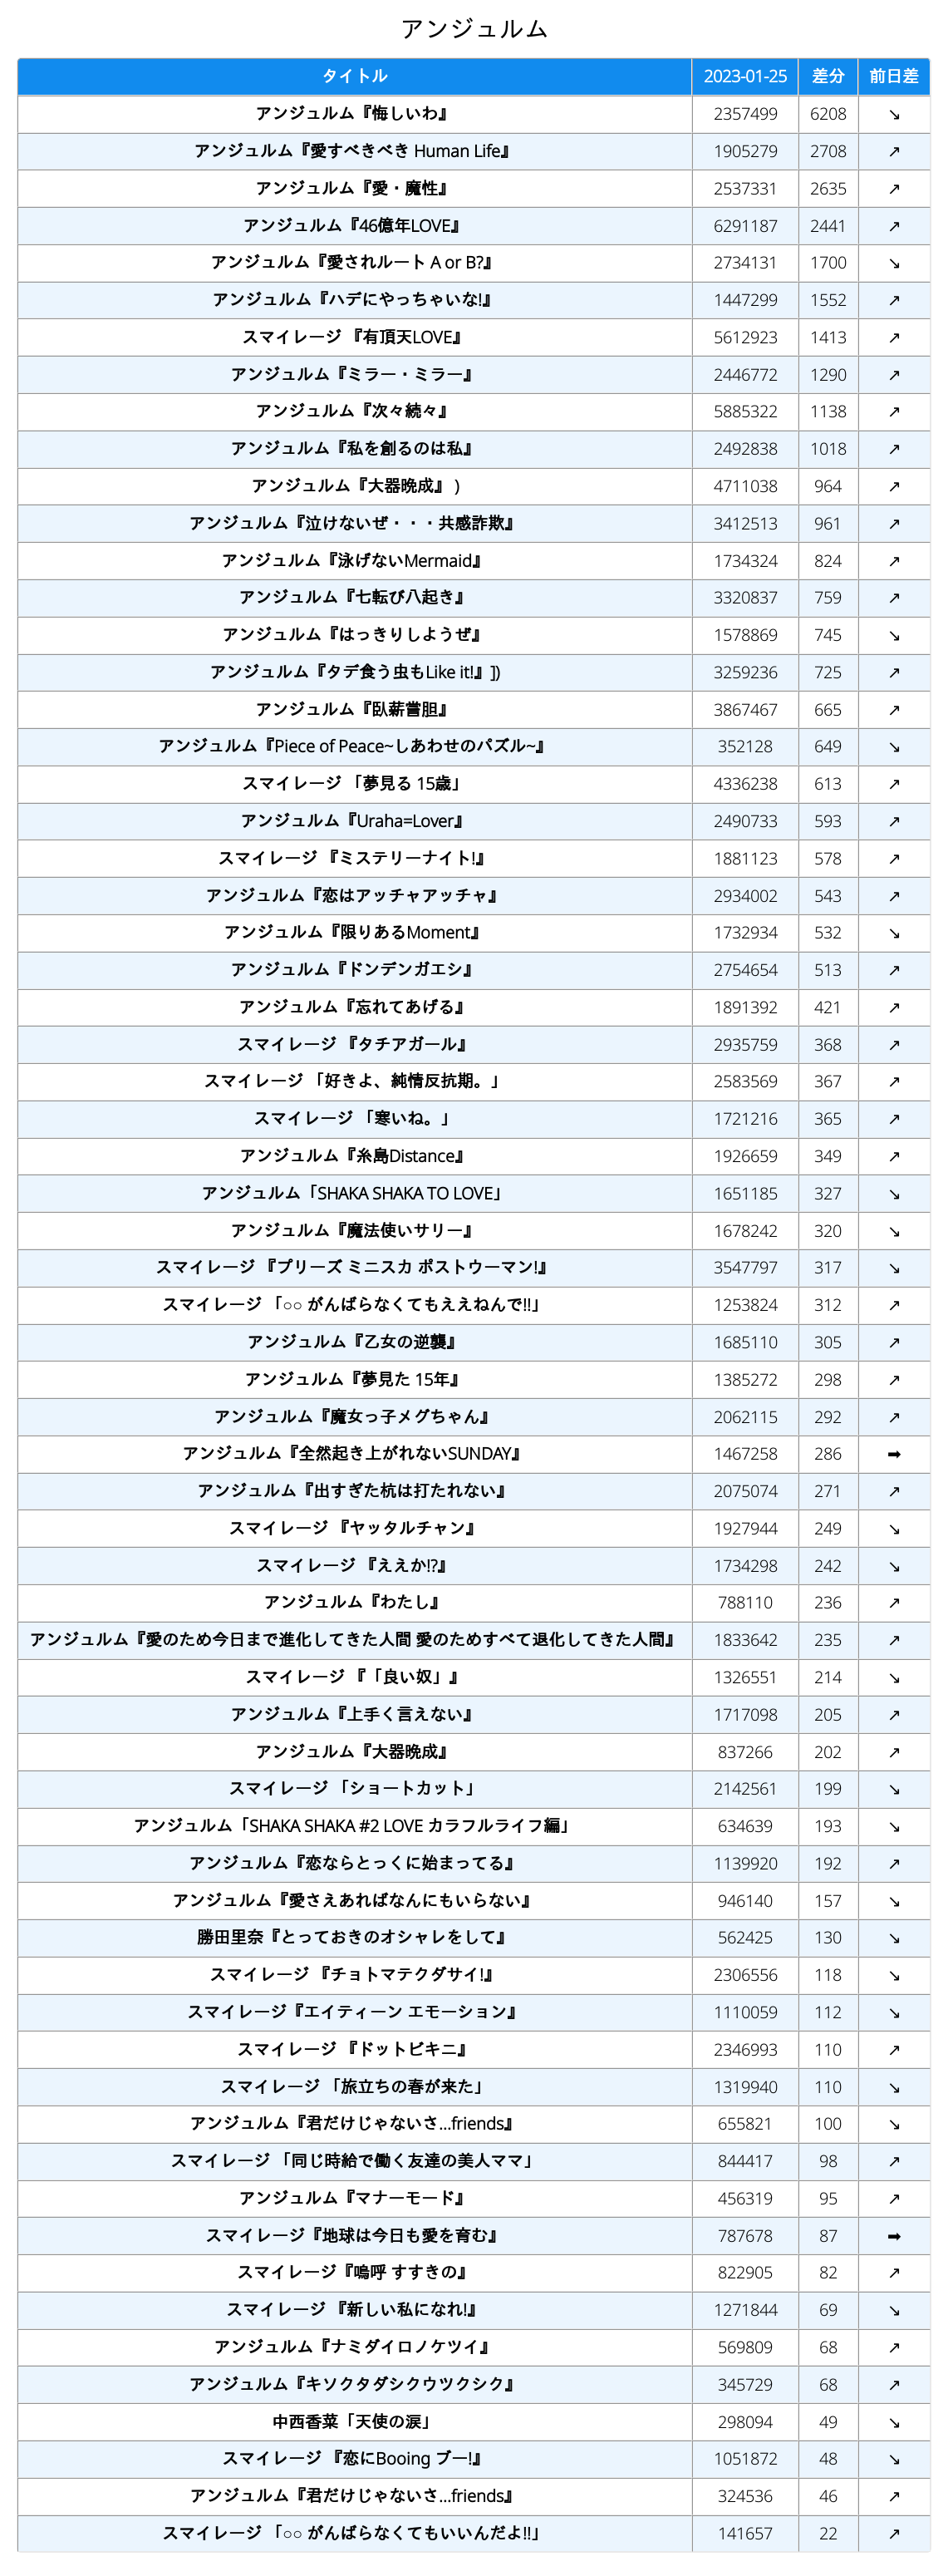 アンジュルム
タイトル 2023-01-25 差分 前日差
アンジュルム『悔しいわ』 2357499 6208 ↘
アンジュルム『愛すべきべき Human Life』 1905279 2708 ↗
アンジュルム『愛・魔性』 2537331 2635 ↗
アンジュルム『46億年LOVE』 6291187 2441 ↗
アンジュルム『愛されルート A or B?』 2734131 1700 ↘
アンジュルム『ハデにやっちゃいな!』 1447299 1552 ↗
スマイレージ 『有頂天LOVE』 5612923 1413 ↗
アンジュルム『ミラー・ミラー』 2446772 1290 ↗
アンジュルム『次々続々』 5885322 1138 ↗
アンジュルム『私を創るのは私』 2492838 1018 ↗
アンジュルム『大器晩成』 ) 4711038 964 ↗
アンジュルム『泣けないぜ・・・共感詐欺』 3412513 961 ↗
アンジュルム『泳げないMermaid』 1734324 824 ↗
アンジュルム『七転び八起き』 3320837 759 ↗
アンジュルム『はっきりしようぜ』 1578869 745 ↘
アンジュルム『タデ食う虫もLike it!』]) 3259236 725 ↗
アンジュルム『臥薪嘗胆』 3867467 665 ↗
アンジュルム『Piece of Peace~しあわせのパズル~』 352128 649 ↘
スマイレージ 「夢見る 15歳」 4336238 613 ↗
アンジュルム『Uraha=Lover』 2490733 593 ↗
スマイレージ 『ミステリーナイト!』 1881123 578 ↗
アンジュルム『恋はアッチャアッチャ』 2934002 543 ↗
アンジュルム『限りあるMoment』 1732934 532 ↘
アンジュルム『ドンデンガエシ』 2754654 513 ↗
アンジュルム『忘れてあげる』 1891392 421 ↗
スマイレージ 『タチアガール』 2935759 368 ↗
スマイレージ 「好きよ、純情反抗期。」 2583569 367 ↗
スマイレージ 「寒いね。」 1721216 365 ↗
アンジュルム『糸島Distance』 1926659 349 ↗
アンジュルム「SHAKA SHAKA TO LOVE」 1651185 327 ↘
アンジュルム『魔法使いサリー』 1678242 320 ↘
スマイレージ 『プリーズ ミニスカ ポストウーマン!』 3547797 317 ↘
スマイレージ 「○○ がんばらなくてもええねんで!!」 1253824 312 ↗
アンジュルム『乙女の逆襲』 1685110 305 ↗
アンジュルム『夢見た 15年』 1385272 298 ↗
アンジュルム『魔女っ子メグちゃん』 2062115 292 ↗
アンジュルム『全然起き上がれないSUNDAY』 1467258 286 ➡
アンジュルム『出すぎた杭は打たれない』 2075074 271 ↗
スマイレージ 『ヤッタルチャン』 1927944 249 ↘
スマイレージ 『ええか!?』 1734298 242 ↘
アンジュルム『わたし』 788110 236 ↗
アンジュルム『愛のため今日まで進化してきた人間 愛のためすべて退化してきた人間』 1833642 235 ↗
スマイレージ 『「良い奴」』 1326551 214 ↘
アンジュルム『上手く言えない』 1717098 205 ↗
アンジュルム『大器晩成』 837266 202 ↗
スマイレージ 「ショートカット」 2142561 199 ↘
アンジュルム「SHAKA SHAKA #2 LOVE カラフルライフ編」 634639 193 ↘
アンジュルム『恋ならとっくに始まってる』 1139920 192 ↗
アンジュルム『愛さえあればなんにもいらない』 946140 157 ↘
勝田里奈『とっておきのオシャレをして』 562425 130 ↘
スマイレージ 『チョトマテクダサイ!』 2306556 118 ↘
スマイレージ『エイティーン エモーション』 1110059 112 ↘
スマイレージ 『ドットビキニ』 2346993 110 ↗
スマイレージ 「旅立ちの春が来た」 1319940 110 ↘
アンジュルム『君だけじゃないさ...friends』 655821 100 ↘
スマイレージ 「同じ時給で働く友達の美人ママ」 844417 98 ↗
アンジュルム『マナーモード』 456319 95 ↗
スマイレージ『地球は今日も愛を育む』 787678 87 ➡
スマイレージ『嗚呼 すすきの』 822905 82 ↗
スマイレージ 『新しい私になれ!』 1271844 69 ↘
アンジュルム『ナミダイロノケツイ』 569809 68 ↗
アンジュルム『キソクタダシクウツクシク』 345729 68 ↗
中西香菜「天使の涙」 298094 49 ↘
スマイレージ 『恋にBooing ブー!』 1051872 48 ↘
アンジュルム『君だけじゃないさ...friends』 324536 46 ↗
スマイレージ 「○○ がんばらなくてもいいんだよ!!」 141657 22 ↗